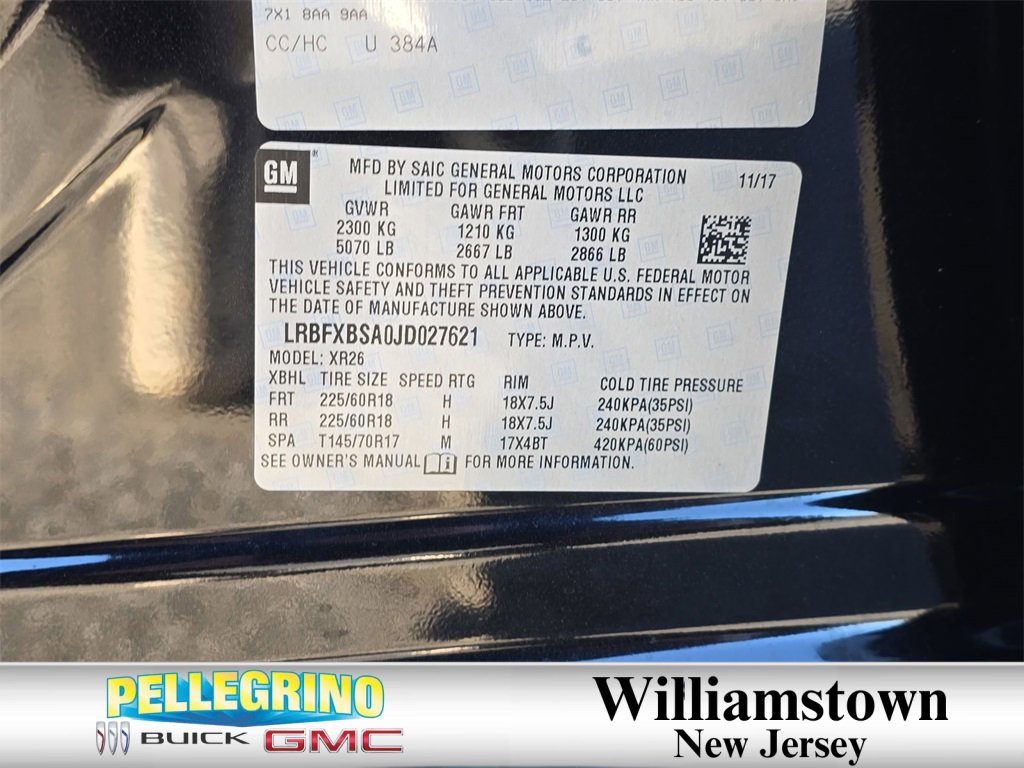 7X1 8AA 9AA
CC/HC U 384A
GM
MFD BY SAIC GENERAL MOTORS CORPORATION
LIMITED FOR GENERAL MOTORS LLC
11/17
GVWR GAWR FRT GAWR RR
2300 KG 1210 KG 1300 KG
5070 LB 2667 LB 2866 LB
THIS VEHICLE CONFORMS TO ALL APPLICABLE U.S. FEDERAL MOTOR
VEHICLE SAFETY AND THEFT PREVENTION STANDARDS IN EFFECT ON
THE DATE OF MANUFACTURE SHOWN ABOVE.
LRBFXBSA0JD027621 TYPE: M.P.V.
MODEL: XR26
XBHL TIRE SIZE SPEED RTG RIM COLD TIRE PRESSURE
FRT 225/60R18 H 18X7.5J 240KPA(35PSI)
RR 225/60R18 H 18X7.5J 240KPA(35PSI)
SPA T145/70R17 M 17X4BT 420KPA(60PSI)
SEE OWNER'S MANUAL FOR MORE INFORMATION.
PELLEGRINO
BUICK GMC
Williamstown
New Jersey